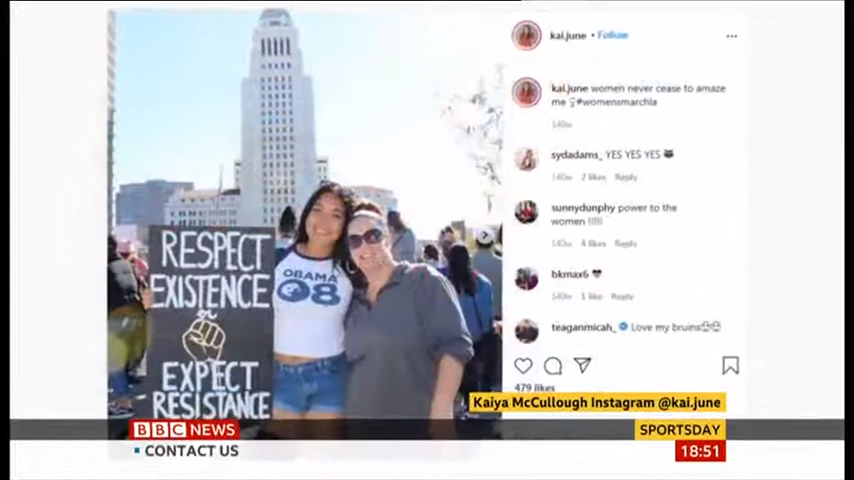 kai.june • Follow
kai.june women never cease to amaze
me ♀#womensmarchla
140w
sydadams_ YES YES YES
140w 2 likes Reply
sunnydunphy power to the
women !!!!!
140w 4 likes Reply
bkmax6
140w 1 like Reply
teaganmicah_ Love my bruins
479 likes
OBAMA
08
RESPECT
EXISTENCE
or
EXPECT
RESISTANCE
Kaiya McCullough Instagram @kai.june
BBC NEWS
SPORTSDAY
CONTACT US
18:51